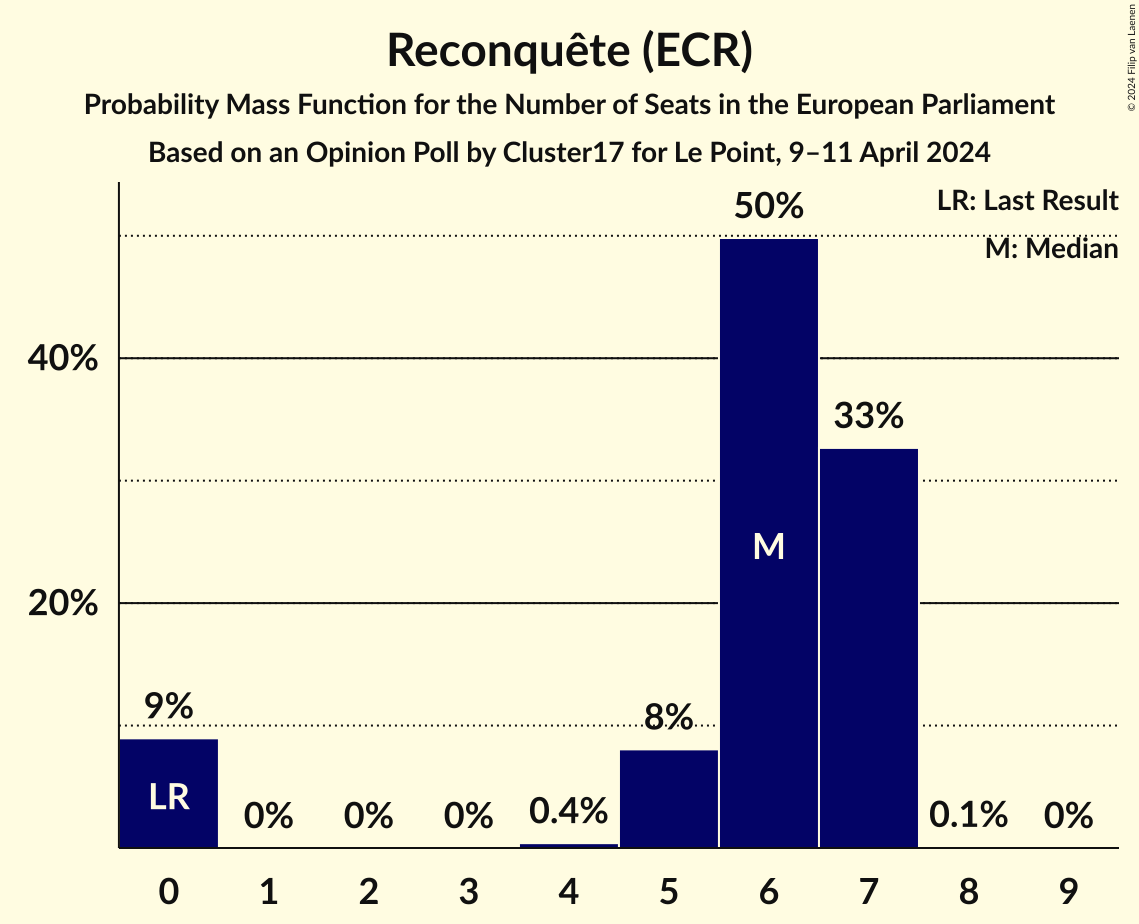 Reconquête (ECR)
Probability Mass Function for the Number of Seats in the European Parliament
Based on an Opinion Poll by Cluster17 for Le Point, 9–11 April 2024
© 2024 Filip van Laenen
LR: Last Result
M: Median
50%
40%
33%
M
20%
9%
8%
LR
0%
0%
0%
0.4%
0.1%
0%
0 1 2 3 4 5 6 7 8 9